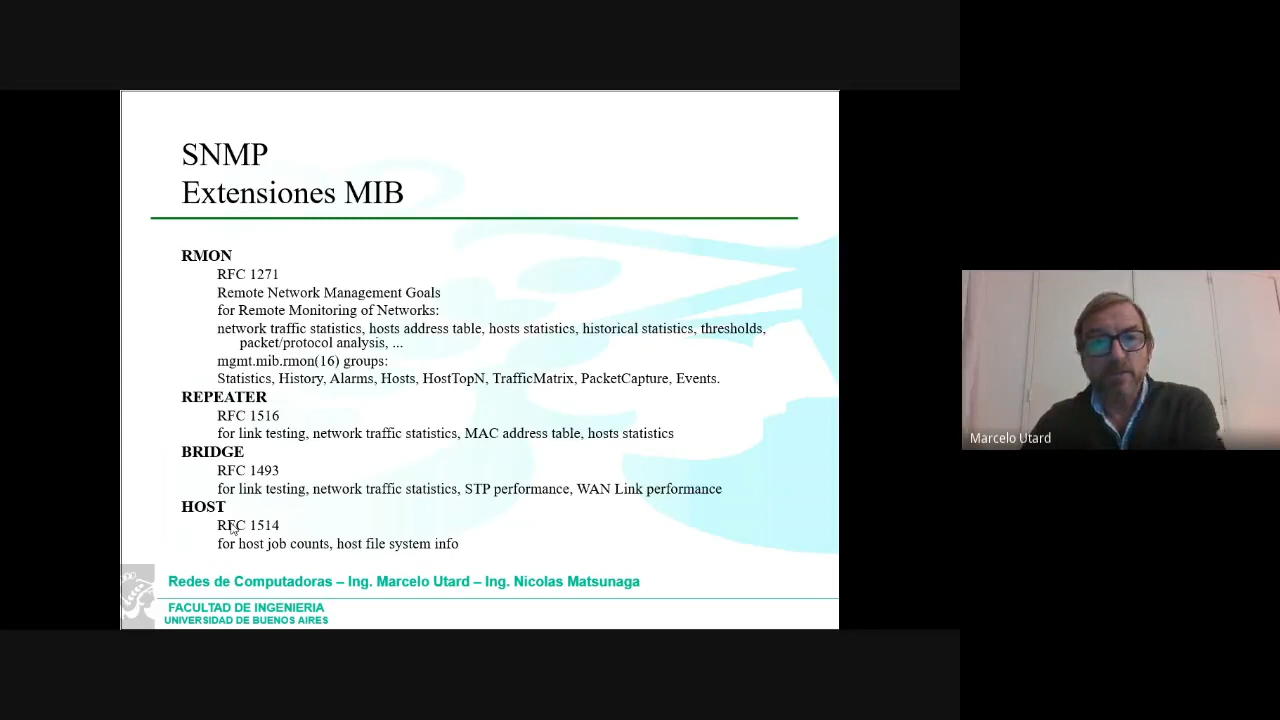 SNMP
Extensiones MIB
RMON
RFC 1271
Remote Network Management Goals
for Remote Monitoring of Networks:
network traffic statistics, hosts address table, hosts statistics, historical statistics, thresholds,
packet/protocol analysis, ...
mgmt.mib.rmon(16) groups:
Statistics, History, Alarms, Hosts, HostTopN, TrafficMatrix, PacketCapture, Events.
REPEATER
RFC 1516
for link testing, network traffic statistics, MAC address table, hosts statistics
BRIDGE
RFC 1493
for link testing, network traffic statistics, STP performance, WAN Link performance
HOST
RFC 1514
for host job counts, host file system info
Redes de Computadoras – Ing. Marcelo Utard – Ing. Nicolas Matsunaga
FACULTAD DE INGENIERIA
UNIVERSIDAD DE BUENOS AIRES
Marcelo Utard